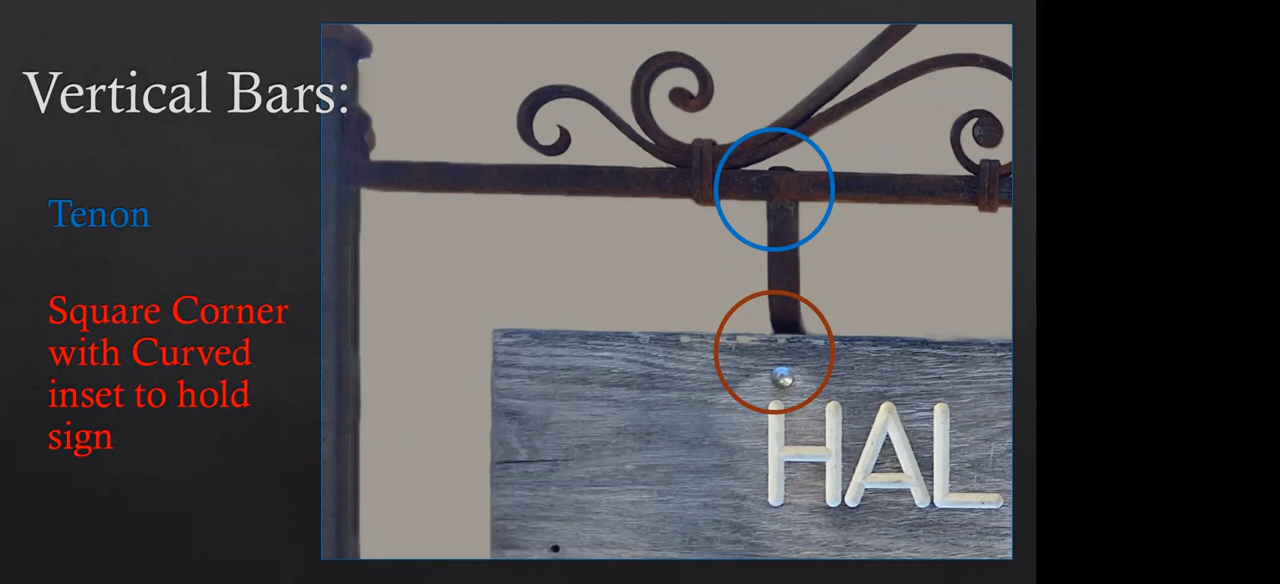 Vertical Bars:
Tenon
Square Corner
with Curved
inset to hold
sign
HAL